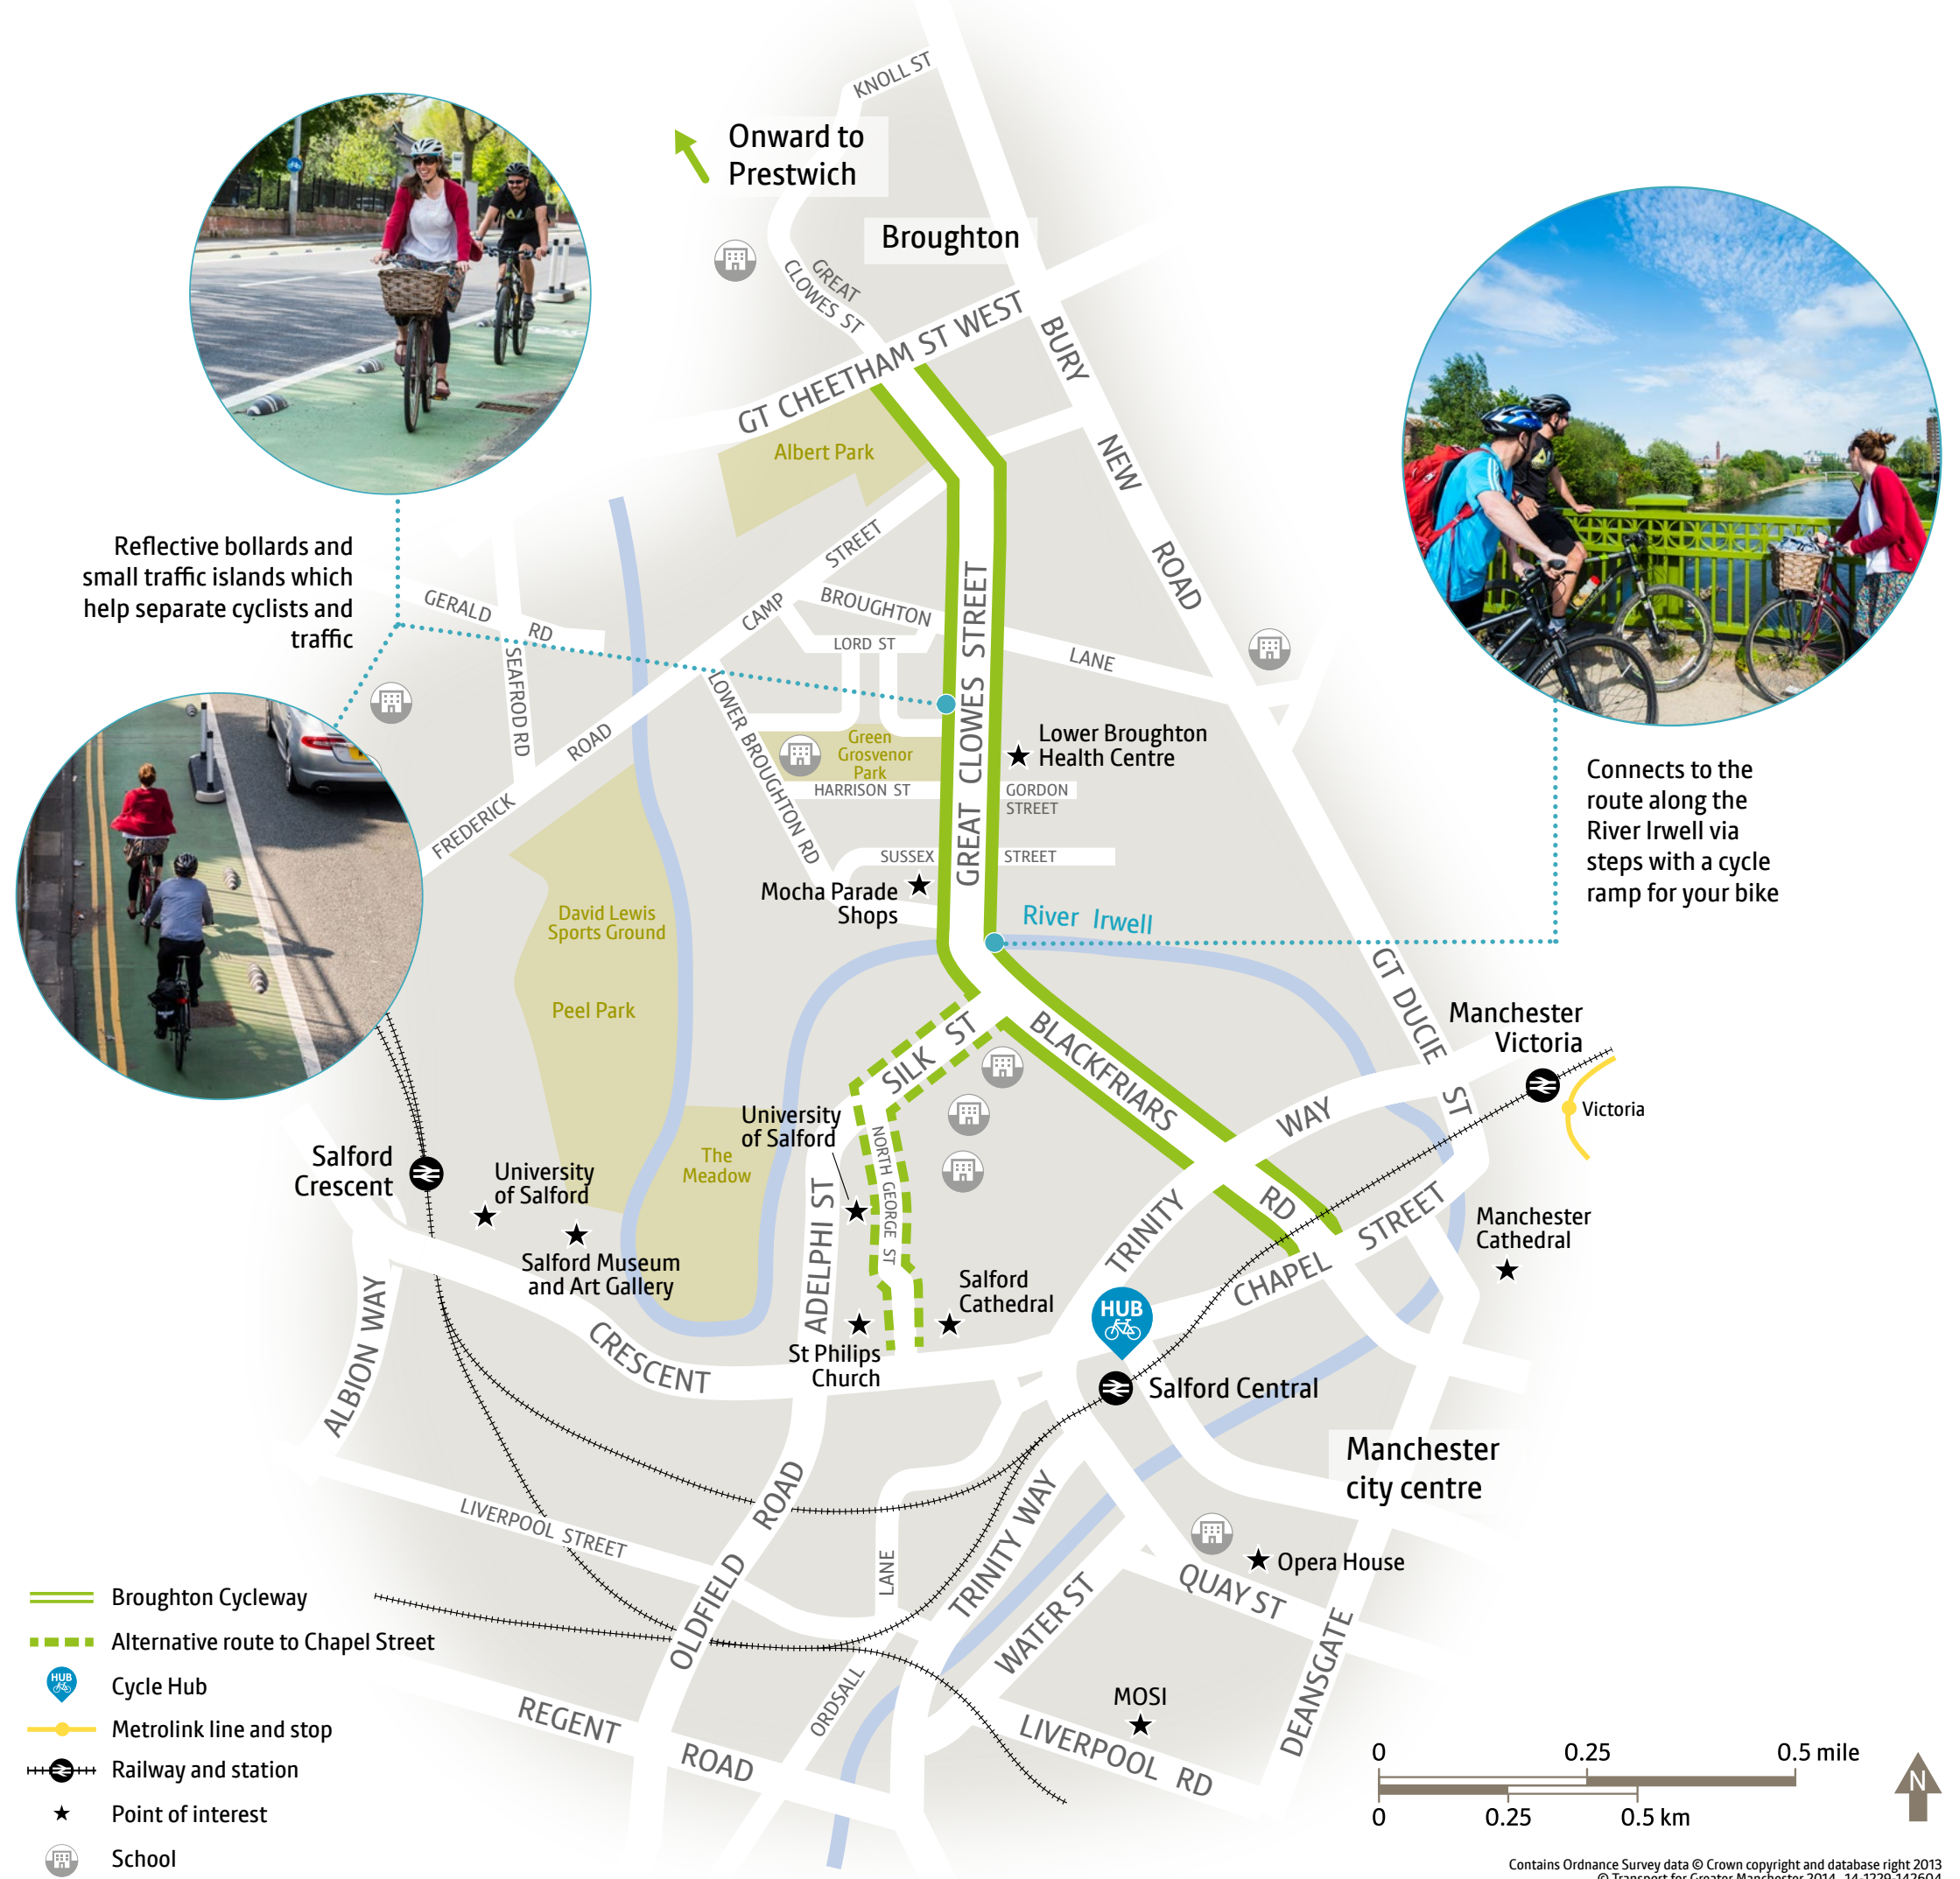 KNOLL ST
Onward to
Prestwich
Broughton
GREAT
CLOWES ST
GT CHEETHAM ST WEST
BURY
NEW
ROAD
Albert Park
STREET
CAMP
BROUGHTON
LANE
LORD ST
GERALD
RD
SEAFROD RD
Reflective bollards and
small traffic islands which
help separate cyclists and
traffic
LOWER BROUGHTON RD
ROAD
FREDERICK
GREAT CLOWES STREET
Green
Grosvenor
Park
Lower Broughton
Health Centre
HARRISON ST
GORDON
STREET
SUSSEX
STREET
Mocha Parade
Shops
River Irwell
Connects to the
route along the
River Irwell via
steps with a cycle
ramp for your bike
David Lewis
Sports Ground
Peel Park
GT DUCIE
ST
Manchester
Victoria
Victoria
SILK ST
BLACKFRIARS
RD
TRINITY
WAY
University
of Salford
NORTH GEORGE ST
The
Meadow
Salford
Crescent
University
of Salford
Salford Museum
and Art Gallery
ADELPHI ST
CHAPEL
STREET
Manchester
Cathedral
Salford
Cathedral
HUB
St Philips
Church
Salford Central
ALBION WAY
CRESCENT
Manchester
city centre
LIVERPOOL STREET
OLDFIELD
ROAD
LANE
ORDSALL
TRINITY WAY
WATER ST
QUAY ST
Opera House
DEANSGATE
MOSI
LIVERPOOL RD
REGENT
ROAD
Broughton Cycleway
Alternative route to Chapel Street
HUB
Cycle Hub
Metrolink line and stop
Railway and station
Point of interest
School
0 0.25 0.5 mile
0 0.25 0.5 km
N
Contains Ordnance Survey data © Crown copyright and database right 2013
© Transport for Greater Manchester 2014 14-1229-142604